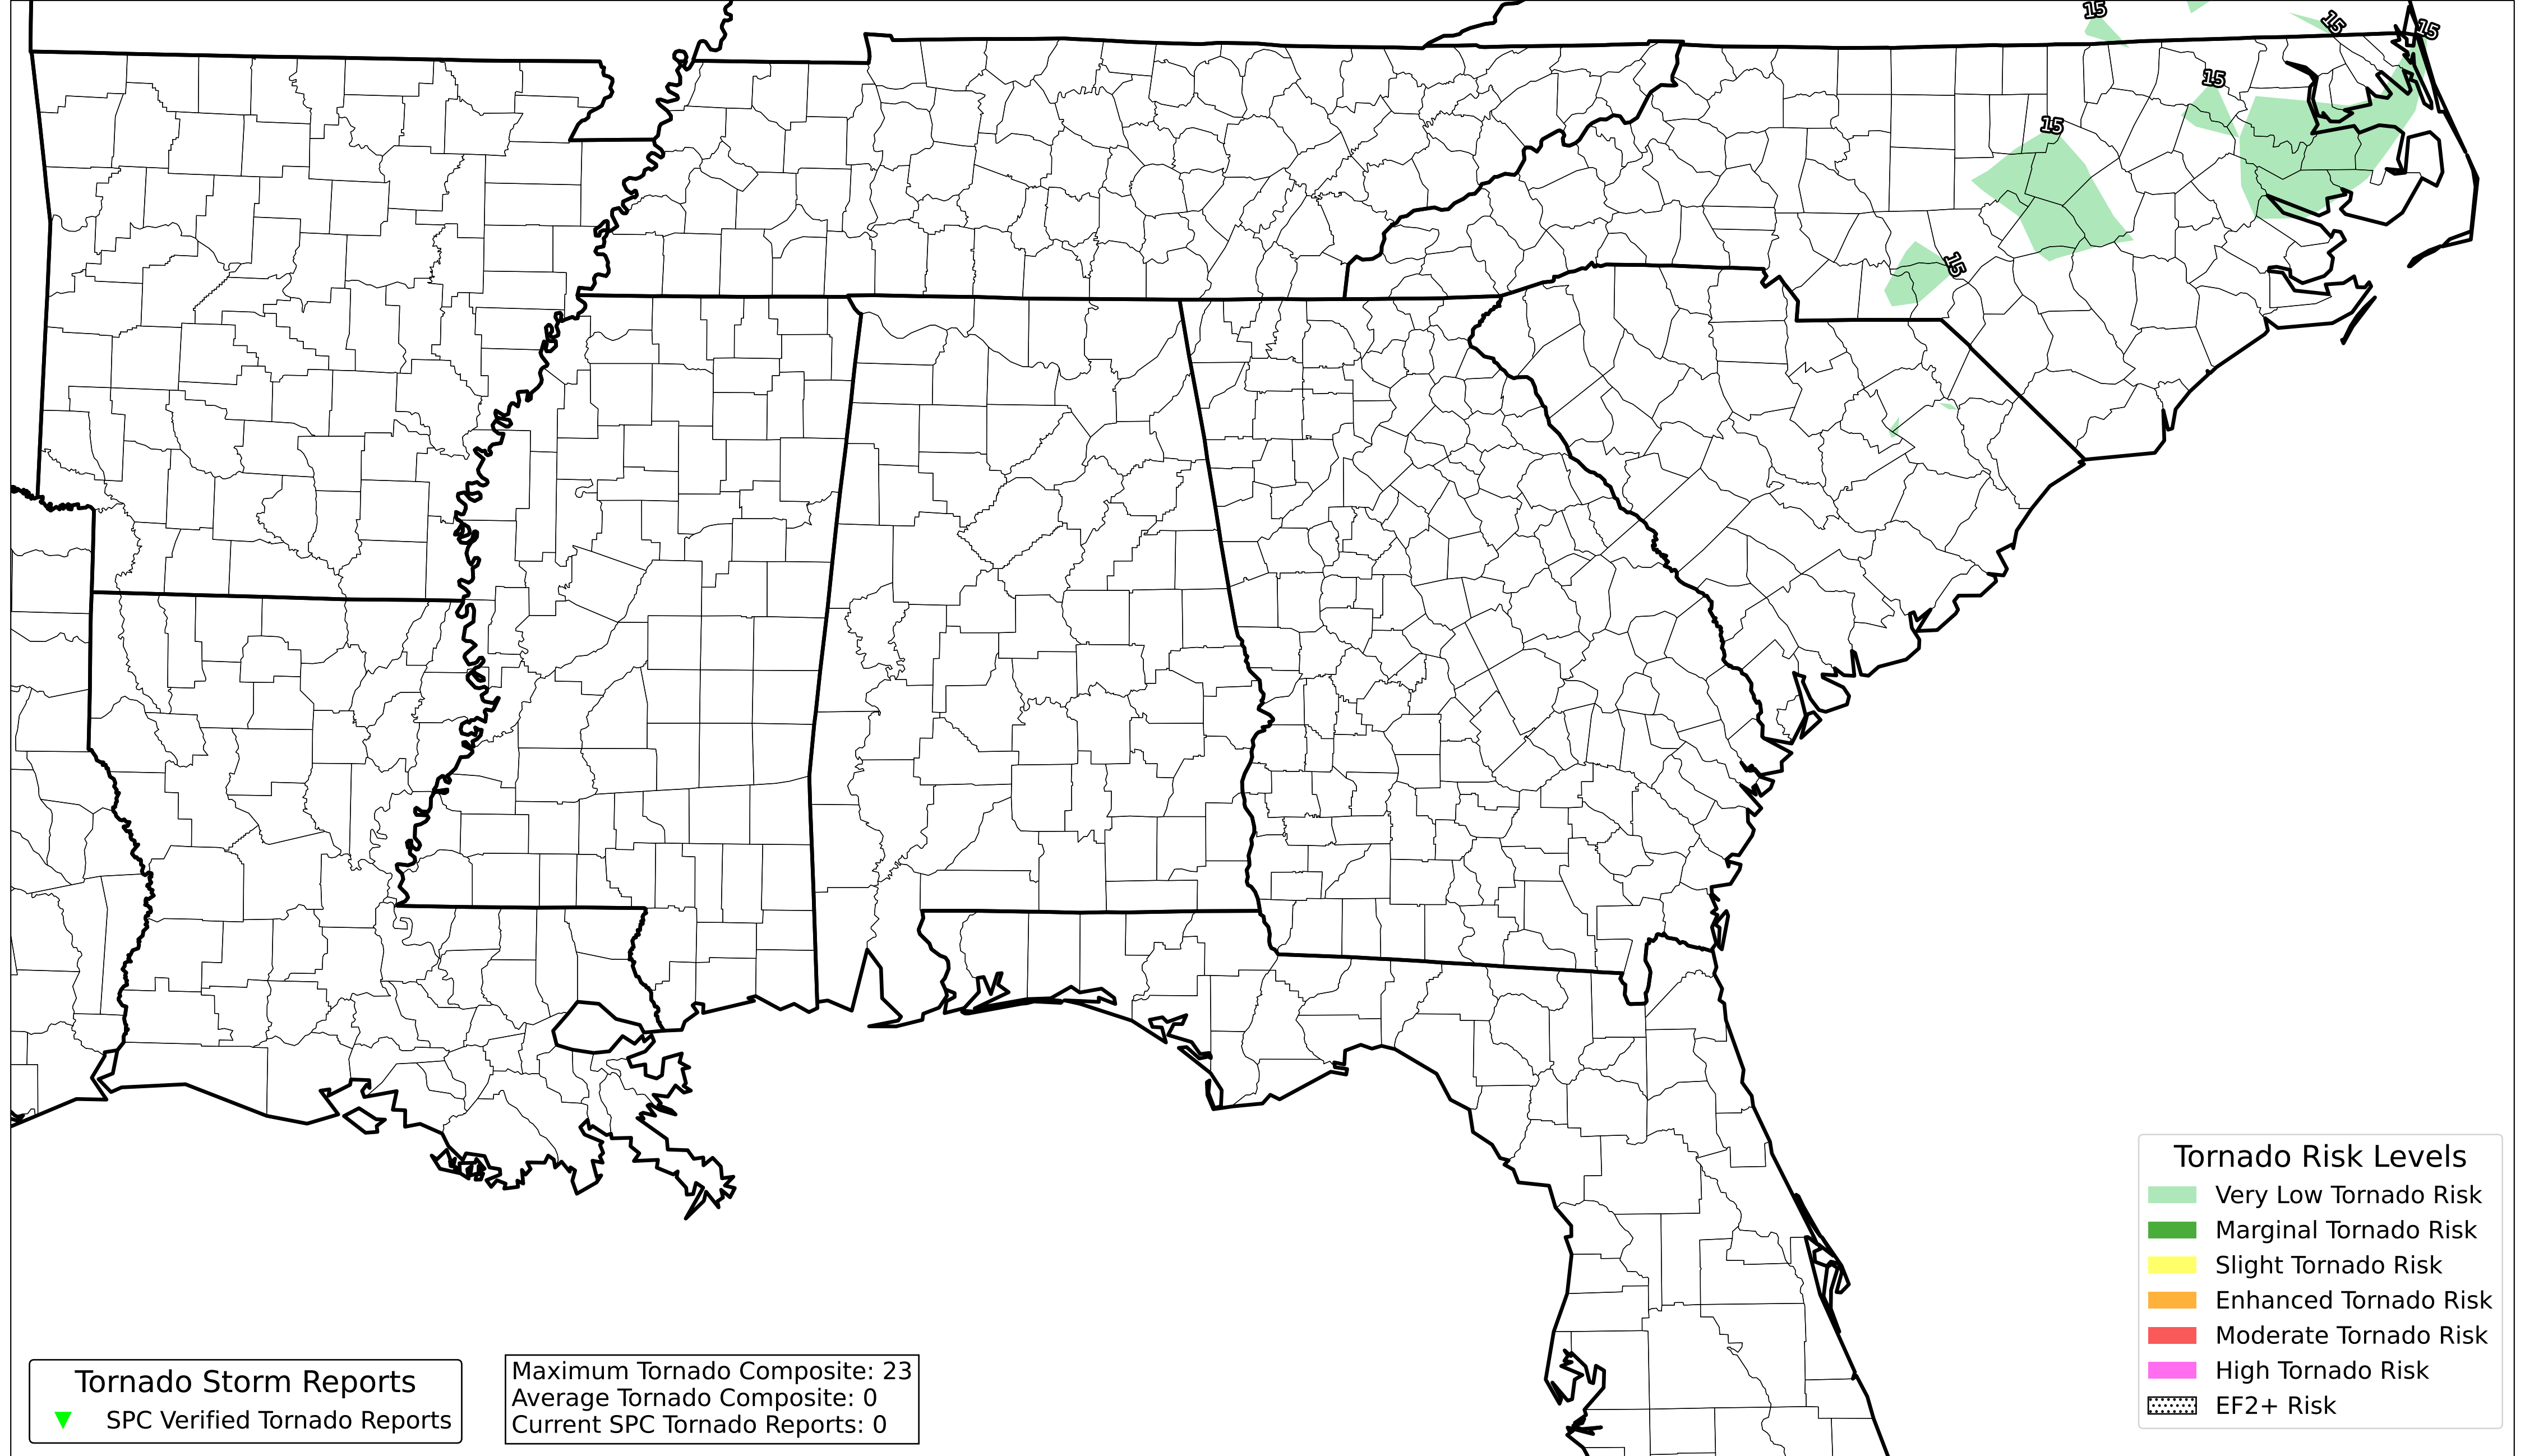 15
15
15
15
15
15
Tornado Risk Levels
Very Low Tornado Risk
Marginal Tornado Risk
Slight Tornado Risk
Enhanced Tornado Risk
Moderate Tornado Risk
High Tornado Risk
EF2+ Risk
Tornado Storm Reports
SPC Verified Tornado Reports
Maximum Tornado Composite: 23
Average Tornado Composite: 0
Current SPC Tornado Reports: 0